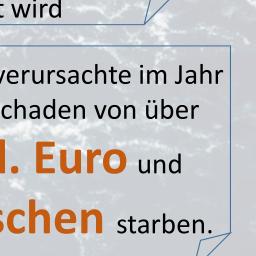 t wird
verursachte im Jahr
chaden von über
l. Euro und
schen starben.